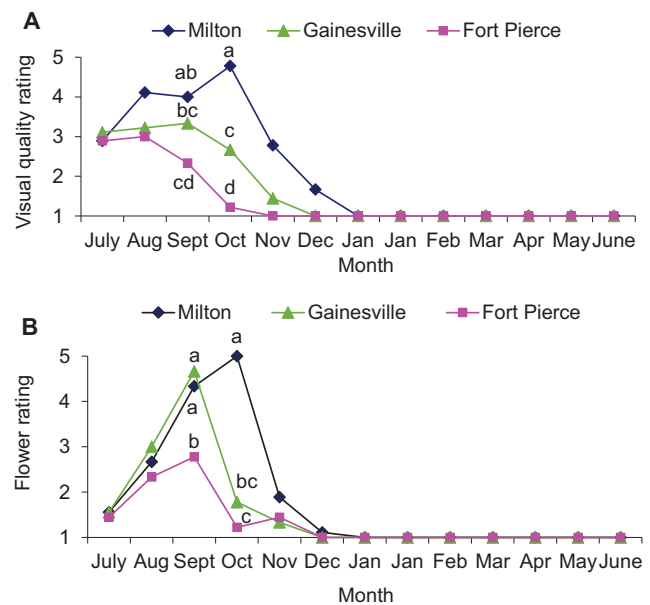 A
Milton Gainesville Fort Pierce
Visual quality rating
5
4
3
2
1
a
ab
bc
c
cd
d
July Aug Sept Oct Nov Dec Jan Jan Feb Mar Apr May June
Month
B
Milton Gainesville Fort Pierce
Flower rating
5
4
3
2
1
a
a
a
b
bc
c
July Aug Sept Oct Nov Dec Jan Jan Feb Mar Apr May June
Month